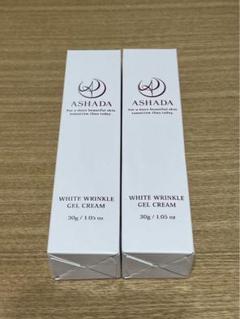 ASHADA
For a more beautiful skin,
tomorrow than today.
WHITE WRINKLE
GEL CREAM
30g / 1.05 oz
ASHADA
For a more beautiful skin,
tomorrow than today.
WHITE WRINKLE
GEL CREAM
30g / 1.05 oz